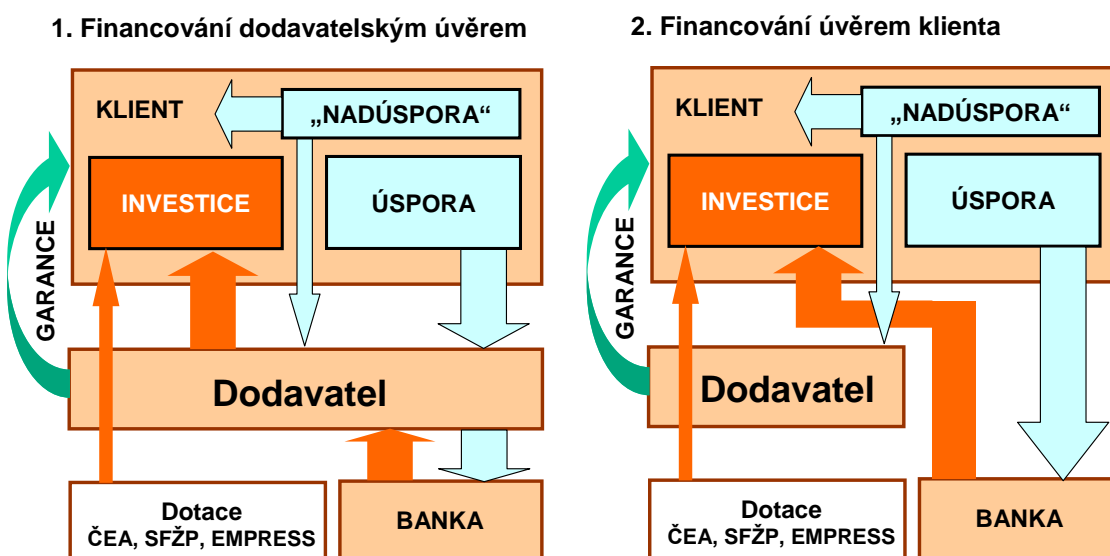 1. Financování dodavatelským úvěrem
KLIENT
„NADÚSPORA“
INVESTICE
ÚSPORA
GARANCE
Dodavatel
Dotace
ČEA, SFŽP, EMPRESS
BANKA
2. Financování úvěrem klienta
KLIENT
„NADÚSPORA“
INVESTICE
ÚSPORA
GARANCE
Dodavatel
Dotace
ČEA, SFŽP, EMPRESS
BANKA